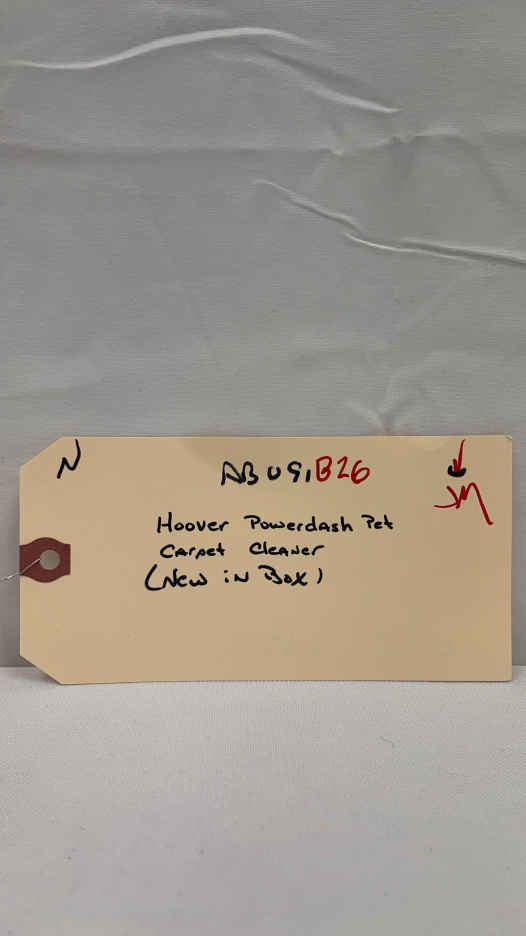 N
AB091B26
JM
Hoover Powerdash Pet
Carpet Cleaner
(New in Box)